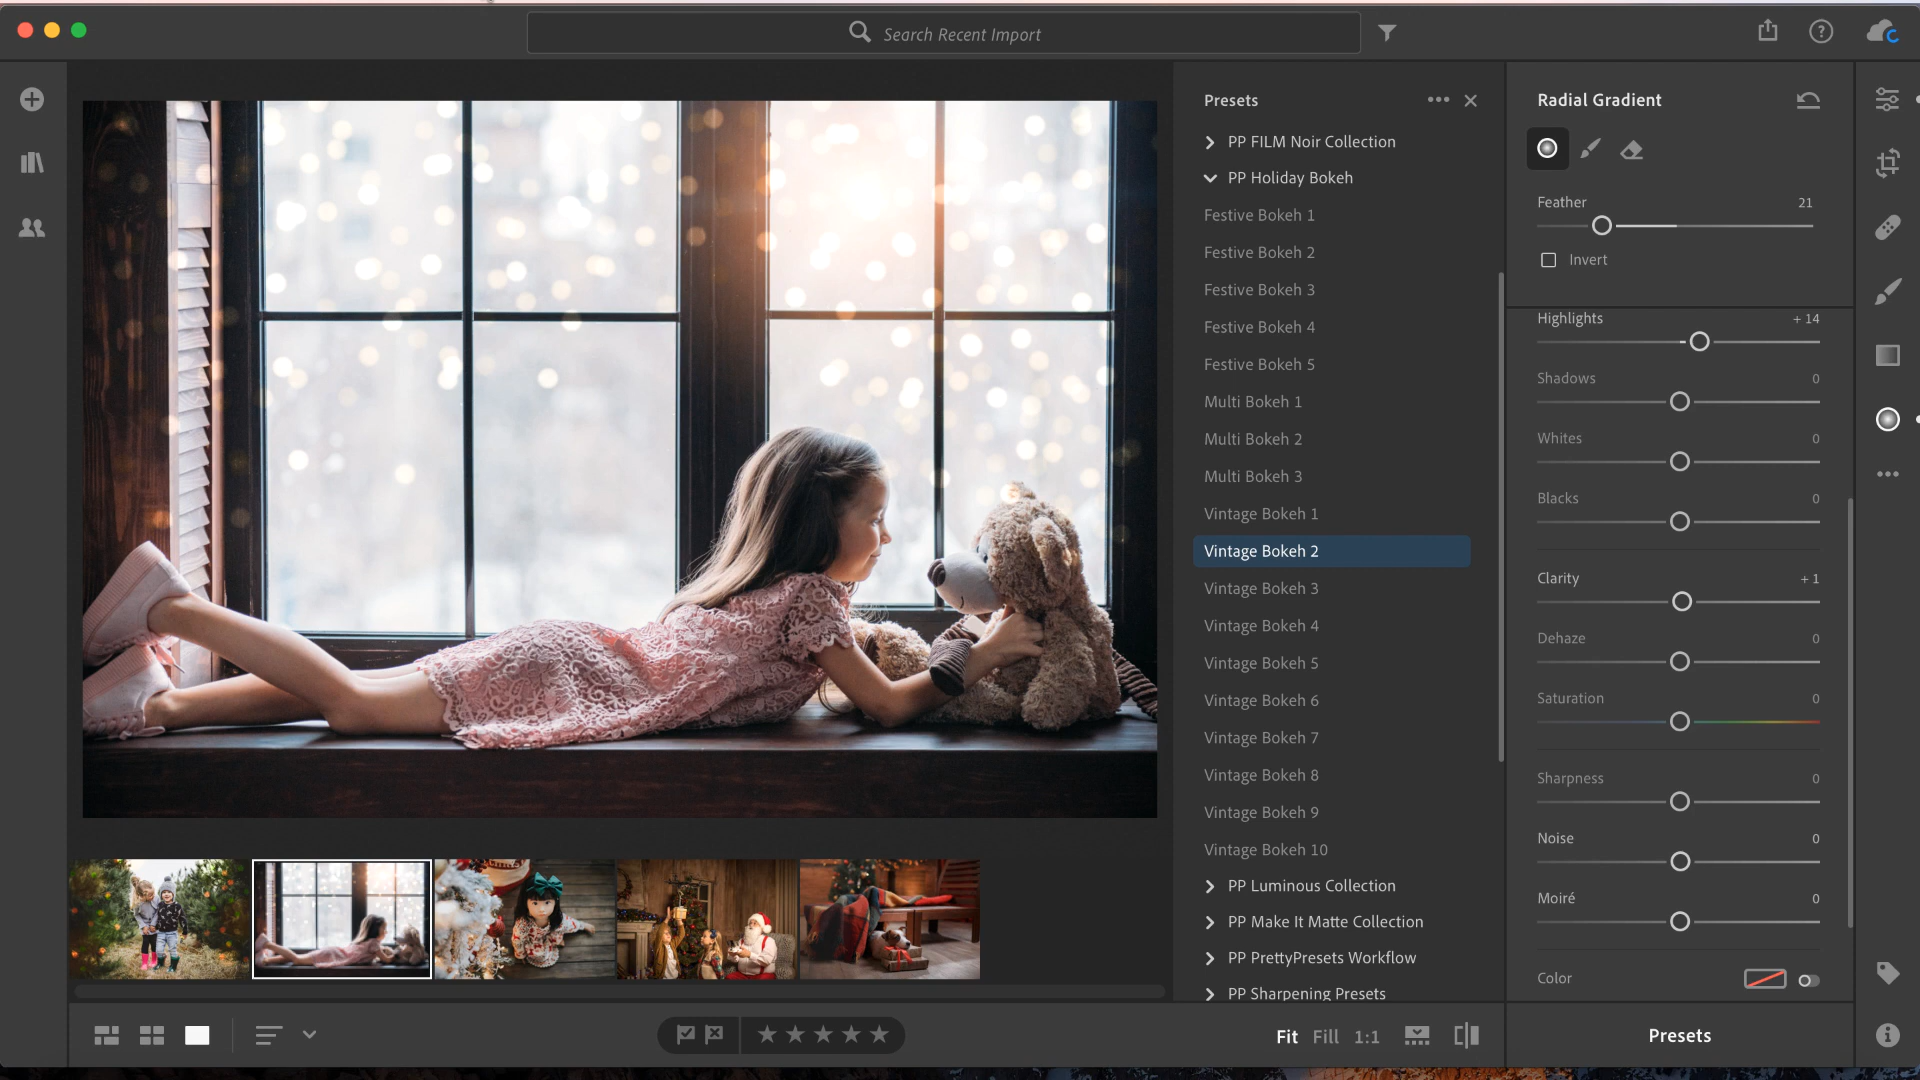 Search Recent Import
Presets
PP FILM Noir Collection
PP Holiday Bokeh
Festive Bokeh 1
Festive Bokeh 2
Festive Bokeh 3
Festive Bokeh 4
Festive Bokeh 5
Multi Bokeh 1
Multi Bokeh 2
Multi Bokeh 3
Vintage Bokeh 1
Vintage Bokeh 2
Vintage Bokeh 3
Vintage Bokeh 4
Vintage Bokeh 5
Vintage Bokeh 6
Vintage Bokeh 7
Vintage Bokeh 8
Vintage Bokeh 9
Vintage Bokeh 10
PP Luminous Collection
PP Make It Matte Collection
PP PrettyPresets Workflow
PP Sharpening Presets
Radial Gradient
Feather 21
Invert
Highlights + 14
Shadows 0
Whites 0
Blacks 0
Clarity + 1
Dehaze 0
Saturation 0
Sharpness 0
Noise 0
Moiré 0
Color
Fit Fill 1:1
Presets